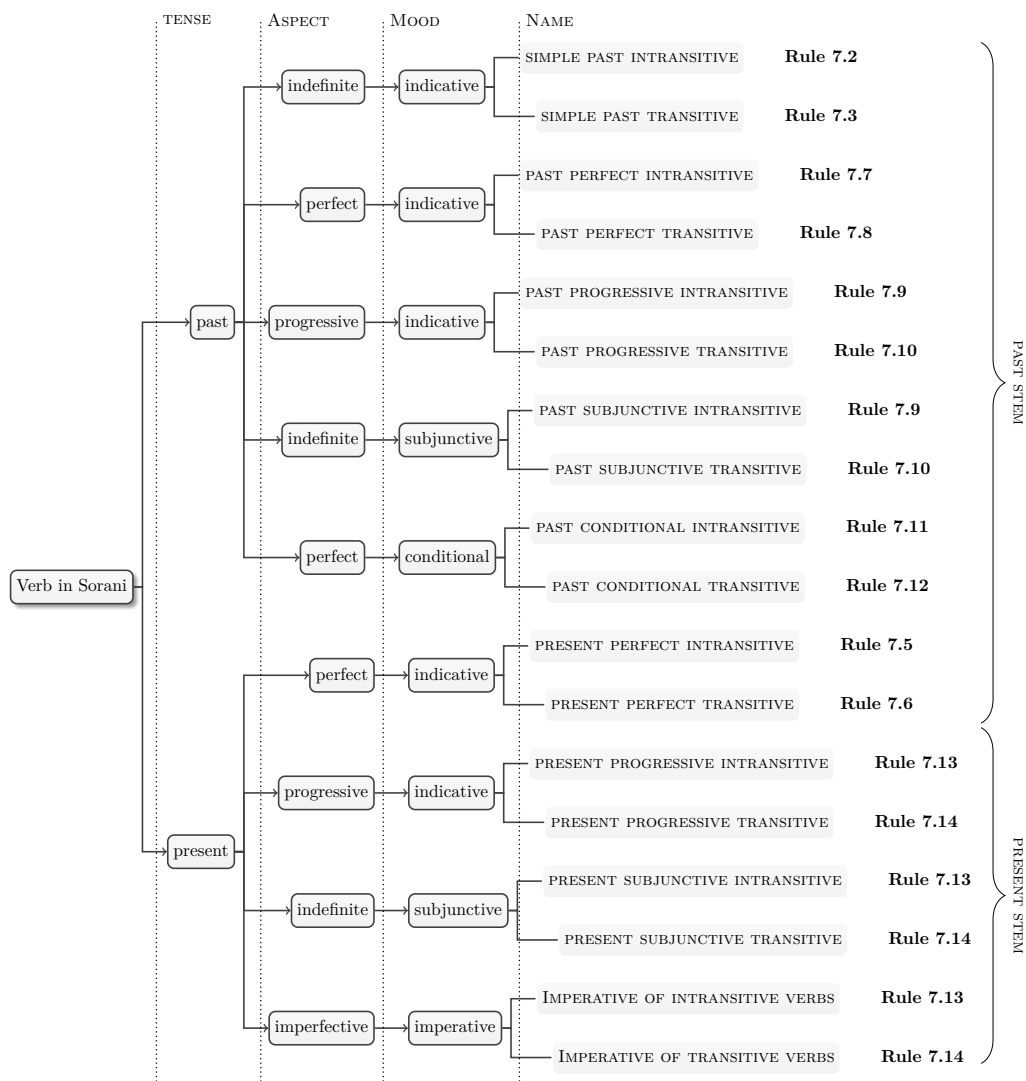 TENSE ASPECT MOOD NAME
SIMPLE PAST INTRANSITIVE Rule 7.2
indefinite indicative
SIMPLE PAST TRANSITIVE Rule 7.3
PAST PERFECT INTRANSITIVE Rule 7.7
perfect indicative
PAST PERFECT TRANSITIVE Rule 7.8
PAST PROGRESSIVE INTRANSITIVE Rule 7.9
past progressive indicative
PAST PROGRESSIVE TRANSITIVE Rule 7.10
PAST STEM
PAST SUBJUNCTIVE INTRANSITIVE Rule 7.9
indefinite subjunctive
PAST SUBJUNCTIVE TRANSITIVE Rule 7.10
PAST CONDITIONAL INTRANSITIVE Rule 7.11
perfect conditional
Verb in Sorani
PAST CONDITIONAL TRANSITIVE Rule 7.12
PRESENT PERFECT INTRANSITIVE Rule 7.5
perfect indicative
PRESENT PERFECT TRANSITIVE Rule 7.6
PRESENT PROGRESSIVE INTRANSITIVE Rule 7.13
progressive indicative
PRESENT PROGRESSIVE TRANSITIVE Rule 7.14
present
PRESENT SUBJUNCTIVE INTRANSITIVE Rule 7.13
PRESENT STEM
indefinite subjunctive
PRESENT SUBJUNCTIVE TRANSITIVE Rule 7.14
IMPERATIVE OF INTRANSITIVE VERBS Rule 7.13
imperfective imperative
IMPERATIVE OF TRANSITIVE VERBS Rule 7.14